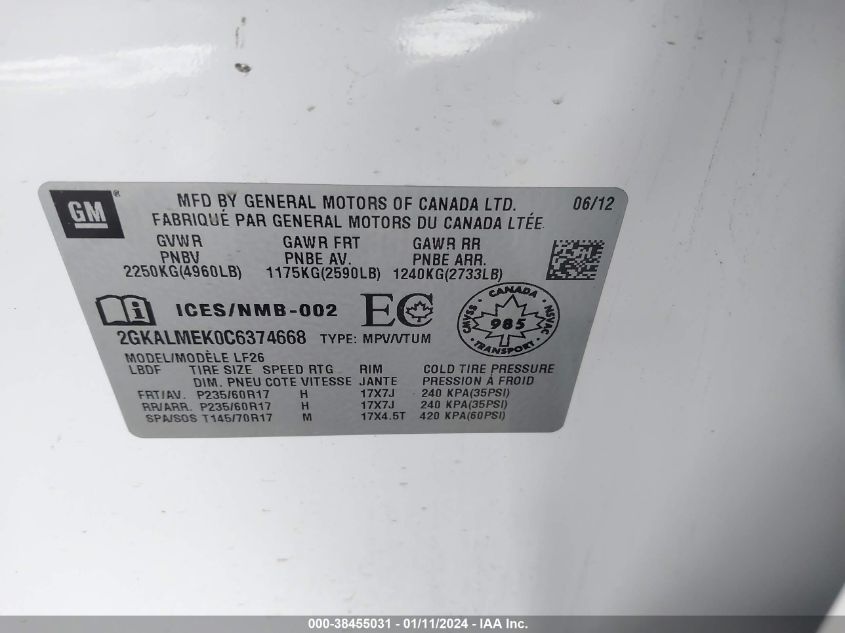 GM ®
MFD BY GENERAL MOTORS OF CANADA LTD. 06/12
FABRIQUÉ PAR GENERAL MOTORS DU CANADA LTÉE
GVWR GAWR FRT GAWR RR
PNBV PNBE AV. PNBE ARR.
2250KG(4960LB) 1175KG(2590LB) 1240KG(2733LB)
ICES/NMB-002 EC
CANADA
CMVSS 985 NSVAC
TRANSPORT
2GKALMEK0C6374668 TYPE: MPV/VTUM
MODEL/MODÈLE LF26
LBDF TIRE SIZE SPEED RTG RIM COLD TIRE PRESSURE
DIM. PNEU COTE VITESSE JANTE PRESSION À FROID
FRT/AV. P235/60R17 H 17X7J 240 KPA(35PSI)
RR/ARR. P235/60R17 H 17X7J 240 KPA(35PSI)
SPA/SOS T145/70R17 M 17X4.5T 420 KPA(60PSI)
000-38455031 - 01/11/2024 - IAA Inc.